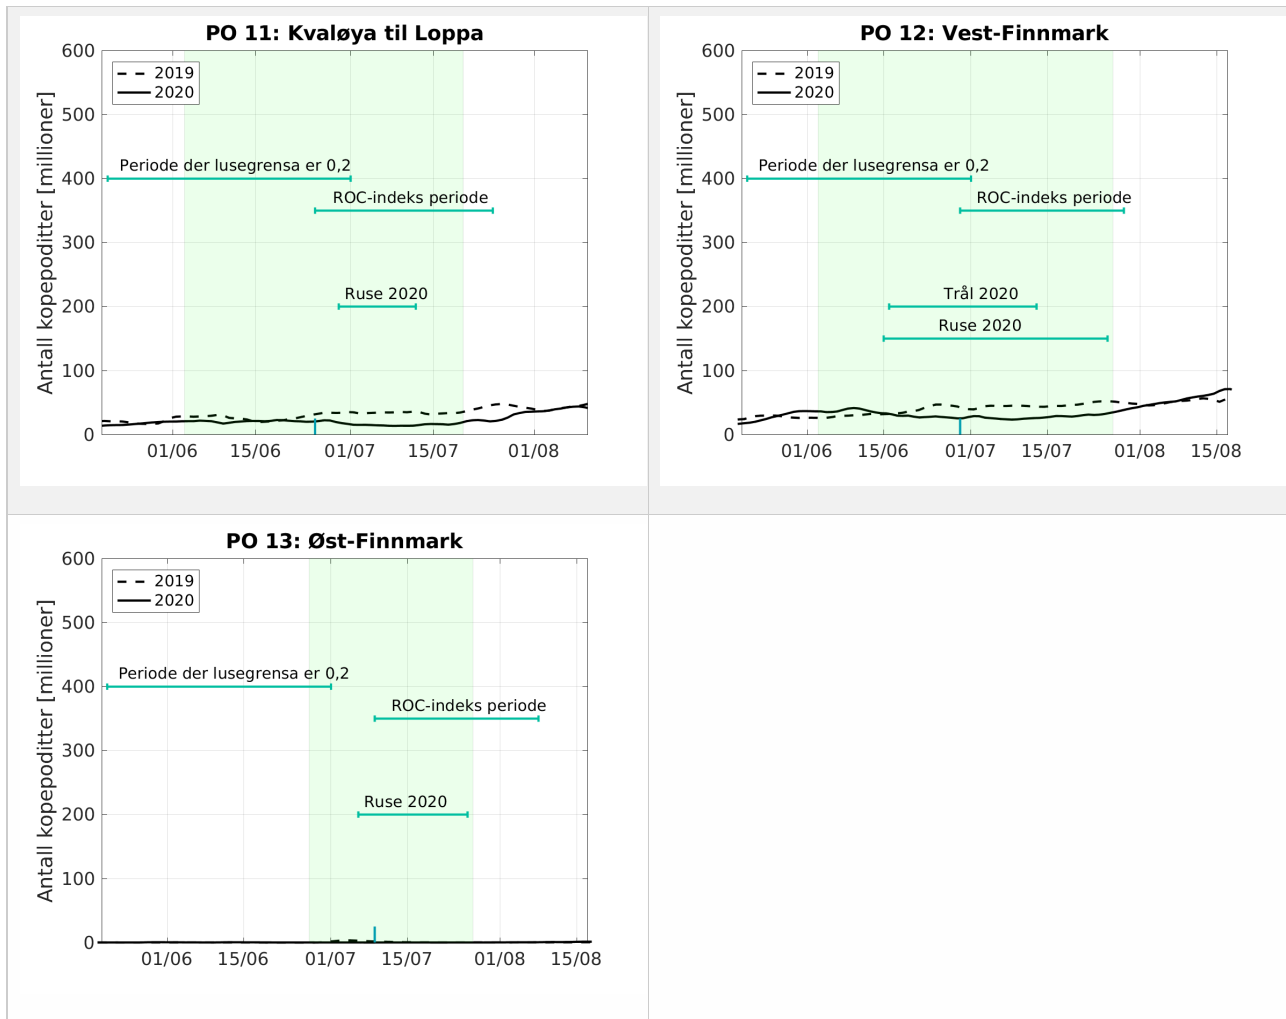 PO 11: Kvaløya til Loppa
Antall kopepoditter [millioner]
600
500
400
300
200
100
0
2019
2020
Periode der lusegrensa er 0,2
ROC-indeks periode
Ruse 2020
01/06 15/06 01/07 15/07 01/08
PO 12: Vest-Finnmark
Antall kopepoditter [millioner]
600
500
400
300
200
100
0
2019
2020
Periode der lusegrensa er 0,2
ROC-indeks periode
Trål 2020
Ruse 2020
01/06 15/06 01/07 15/07 01/08 15/08
PO 13: Øst-Finnmark
Antall kopepoditter [millioner]
600
500
400
300
200
100
0
2019
2020
Periode der lusegrensa er 0,2
ROC-indeks periode
Ruse 2020
01/06 15/06 01/07 15/07 01/08 15/08